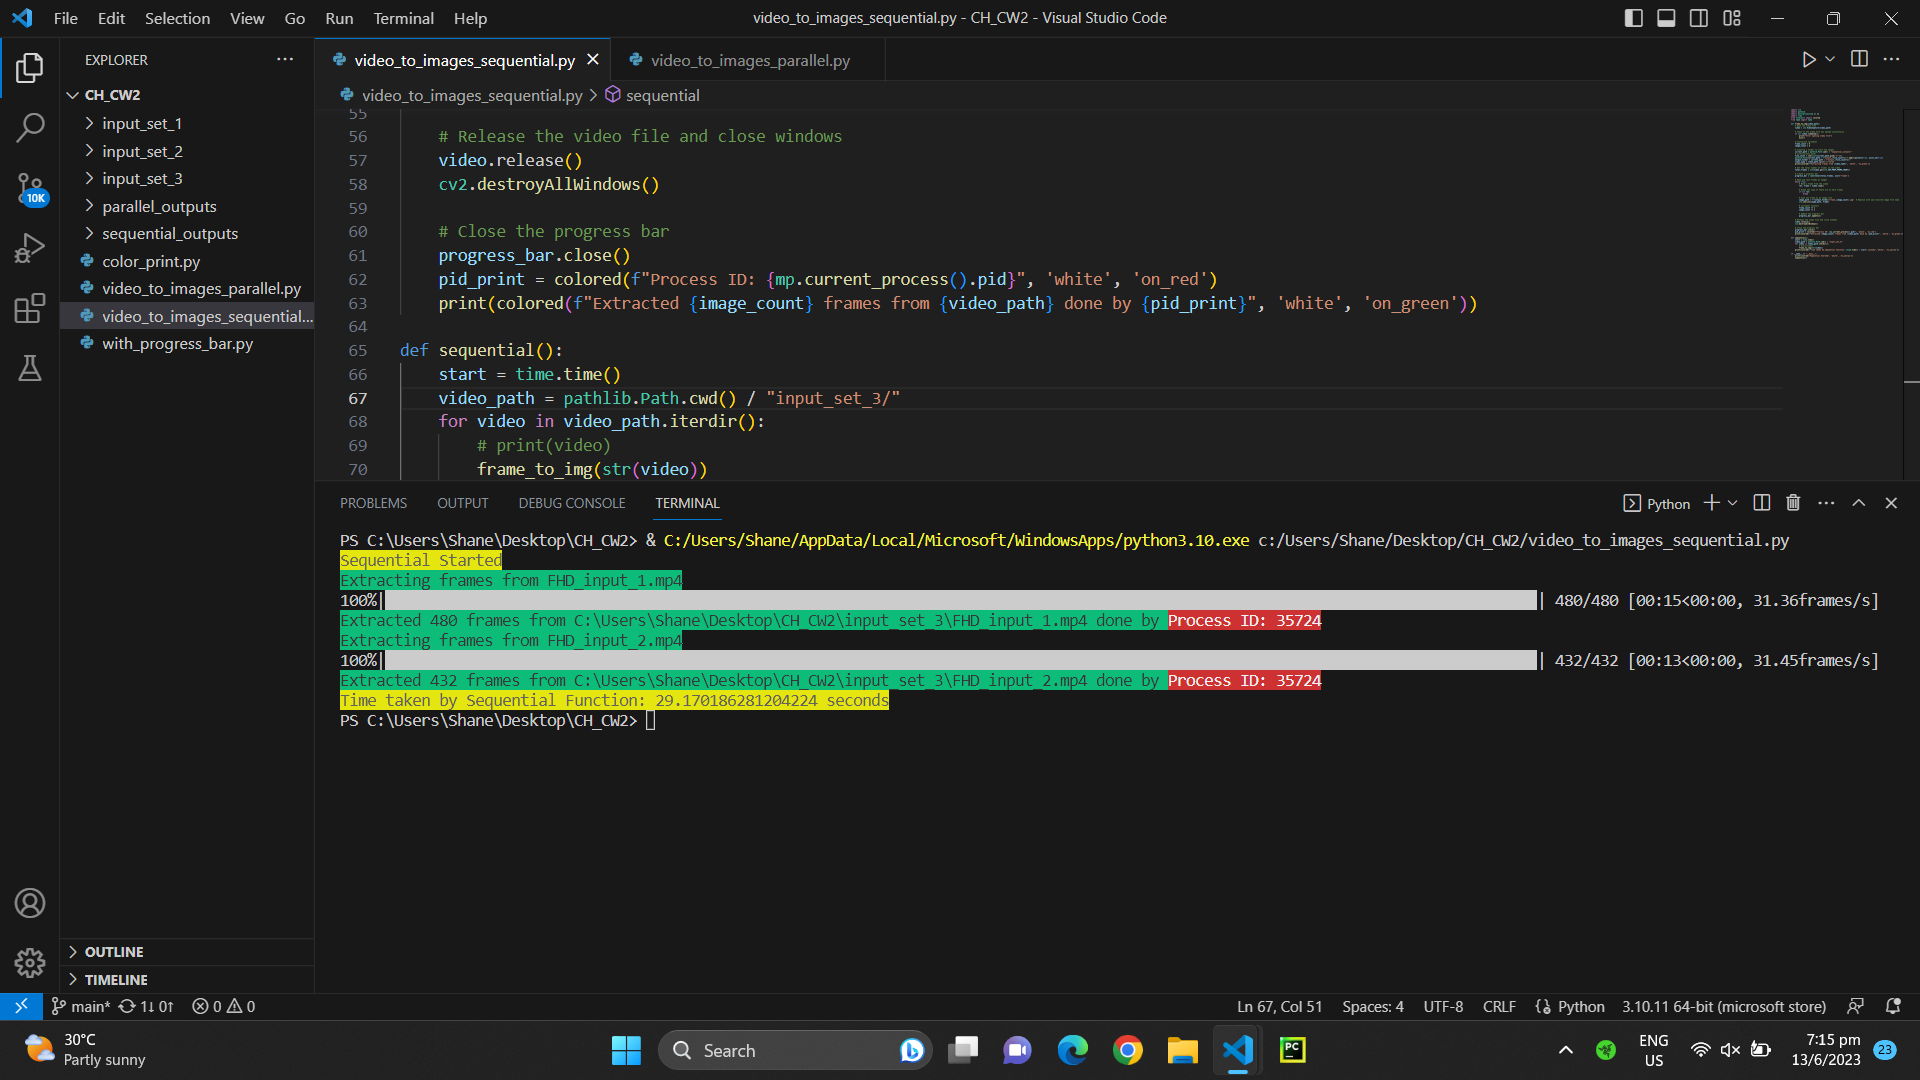 File Edit Selection View Go Run Terminal Help
video_to_images_sequential.py - CH_CW2 - Visual Studio Code
EXPLORER
CH_CW2
input_set_1
input_set_2
input_set_3
parallel_outputs
sequential_outputs
color_print.py
video_to_images_parallel.py
video_to_images_sequential...
with_progress_bar.py
10K
OUTLINE
TIMELINE
video_to_images_sequential.py
video_to_images_parallel.py
video_to_images_sequential.py > sequential
55
56 # Release the video file and close windows
57 video.release()
58 cv2.destroyAllWindows()
59
60 # Close the progress bar
61 progress_bar.close()
62 pid_print = colored(f"Process ID: {mp.current_process().pid}", 'white', 'on_red')
63 print(colored(f"Extracted {image_count} frames from {video_path} done by {pid_print}", 'white', 'on_green'))
64
65 def sequential():
66 start = time.time()
67 video_path = pathlib.Path.cwd() / "input_set_3/"
68 for video in video_path.iterdir():
69 # print(video)
70 frame_to_img(str(video))
PROBLEMS OUTPUT DEBUG CONSOLE TERMINAL
Python
PS C:\Users\Shane\Desktop\CH_CW2> & C:/Users/Shane/AppData/Local/Microsoft/WindowsApps/python3.10.exe c:/Users/Shane/Desktop/CH_CW2/video_to_images_sequential.py
Sequential Started
Extracting frames from FHD_input_1.mp4
100%| | 480/480 [00:15<00:00, 31.36frames/s]
Extracted 480 frames from C:\Users\Shane\Desktop\CH_CW2\input_set_3\FHD_input_1.mp4 done by Process ID: 35724
Extracting frames from FHD_input_2.mp4
100%| | 432/432 [00:13<00:00, 31.45frames/s]
Extracted 432 frames from C:\Users\Shane\Desktop\CH_CW2\input_set_3\FHD_input_2.mp4 done by Process ID: 35724
Time taken by Sequential Function: 29.170186281204224 seconds
PS C:\Users\Shane\Desktop\CH_CW2>
main* 1↓ 0↑ 0 0
Ln 67, Col 51 Spaces: 4 UTF-8 CRLF Python 3.10.11 64-bit (microsoft store)
30°C
Partly sunny
Search
PC
ENG
US
7:15 pm
13/6/2023
23